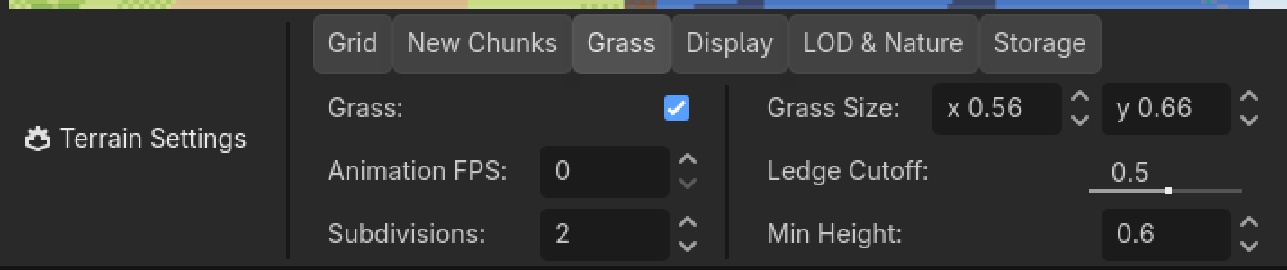 Grid New Chunks Grass Display LOD & Nature Storage
Terrain Settings
Grass:
Animation FPS: 0
Subdivisions: 2
Grass Size: x 0.56 y 0.66
Ledge Cutoff: 0.5
Min Height: 0.6